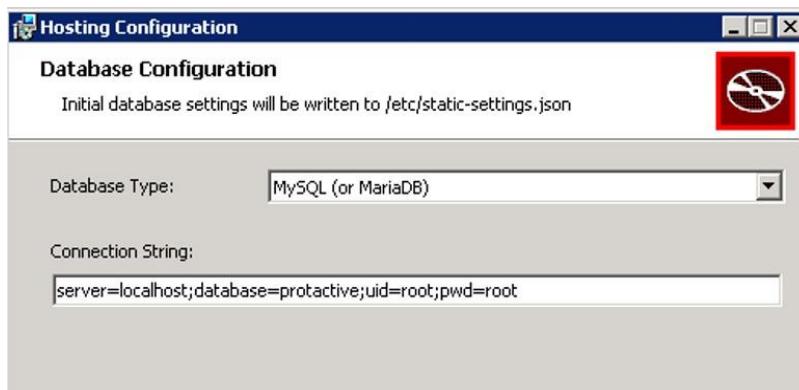 Hosting Configuration
Database Configuration
Initial database settings will be written to /etc/static-settings.json
Database Type:
MySQL (or MariaDB)
Connection String:
server=localhost;database=protactive;uid=root;pwd=root